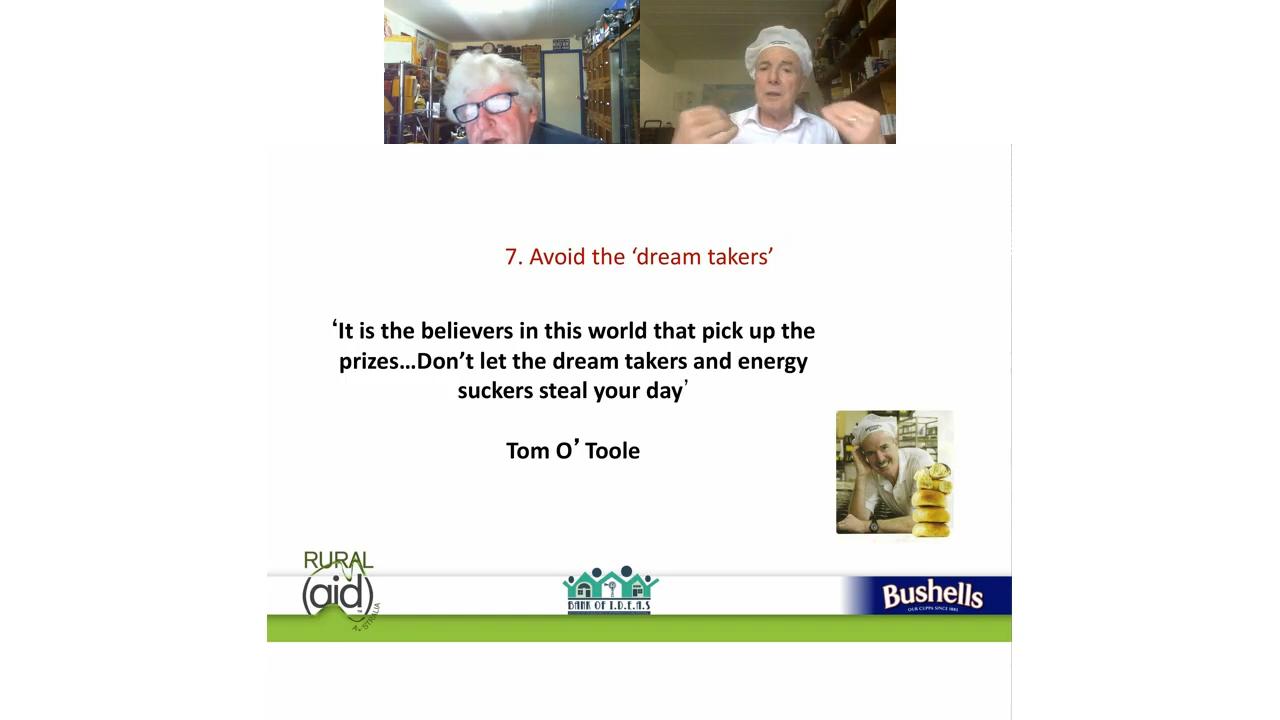 7. Avoid the ‘dream takers’
‘It is the believers in this world that pick up the
prizes…Don’t let the dream takers and energy
suckers steal your day’
Tom O’ Toole
RURAL
(aid)
AUSTRALIA
BANK OF I.D.E.A.S
Bushells
OUR CUPPA SINCE 1883